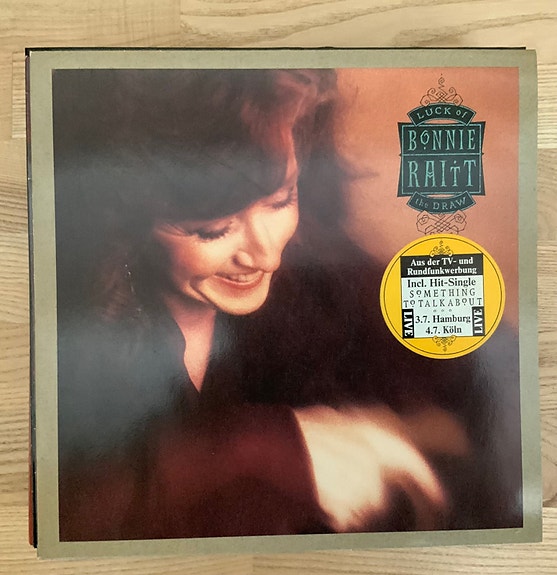 LUCK of
BONNIE
RAITT
the DRAW
Aus der TV- und
Rundfunkwerbung
Incl. Hit-Single
SOMETHING
TO TALK ABOUT
* * *
LIVE
3.7. Hamburg
4.7. Köln
LIVE